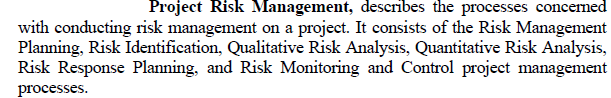 Project Risk Management, describes the processes concerned
with conducting risk management on a project. It consists of the Risk Management
Planning, Risk Identification, Qualitative Risk Analysis, Quantitative Risk Analysis,
Risk Response Planning, and Risk Monitoring and Control project management
processes.